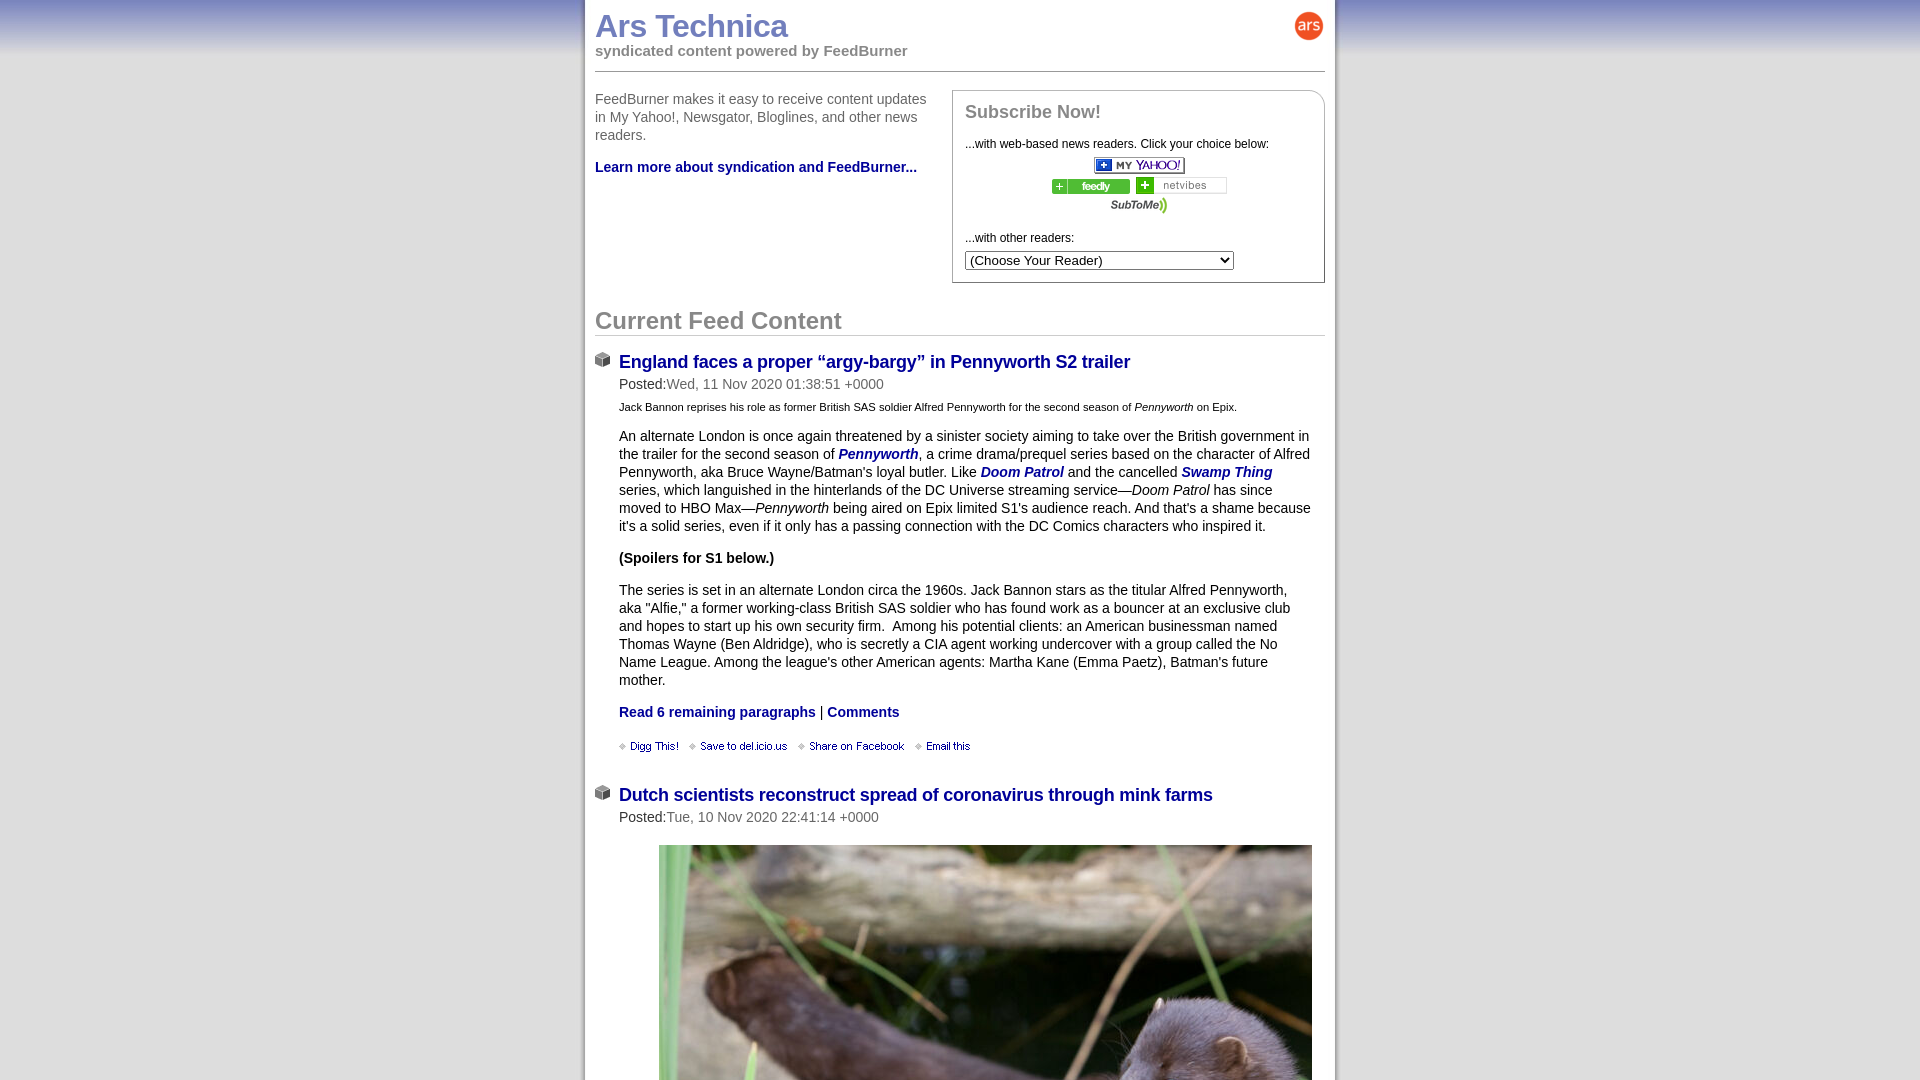 Ars Technica
ars
syndicated content powered by FeedBurner
FeedBurner makes it easy to receive content updates
in My Yahoo!, Newsgator, Bloglines, and other news
readers.
Learn more about syndication and FeedBurner...
Subscribe Now!
...with web-based news readers. Click your choice below:
MY YAHOO!
feedly
netvibes
SubToMe
...with other readers:
(Choose Your Reader)
Current Feed Content
England faces a proper “argy-bargy” in Pennyworth S2 trailer
Posted:Wed, 11 Nov 2020 01:38:51 +0000
Jack Bannon reprises his role as former British SAS soldier Alfred Pennyworth for the second season of Pennyworth on Epix.
An alternate London is once again threatened by a sinister society aiming to take over the British government in
the trailer for the second season of Pennyworth, a crime drama/prequel series based on the character of Alfred
Pennyworth, aka Bruce Wayne/Batman's loyal butler. Like Doom Patrol and the cancelled Swamp Thing
series, which languished in the hinterlands of the DC Universe streaming service—Doom Patrol has since
moved to HBO Max—Pennyworth being aired on Epix limited S1's audience reach. And that's a shame because
it's a solid series, even if it only has a passing connection with the DC Comics characters who inspired it.
(Spoilers for S1 below.)
The series is set in an alternate London circa the 1960s. Jack Bannon stars as the titular Alfred Pennyworth,
aka "Alfie," a former working-class British SAS soldier who has found work as a bouncer at an exclusive club
and hopes to start up his own security firm.  Among his potential clients: an American businessman named
Thomas Wayne (Ben Aldridge), who is secretly a CIA agent working undercover with a group called the No
Name League. Among the league's other American agents: Martha Kane (Emma Paetz), Batman's future
mother.
Read 6 remaining paragraphs | Comments
Digg This! Save to del.icio.us Share on Facebook Email this
Dutch scientists reconstruct spread of coronavirus through mink farms
Posted:Tue, 10 Nov 2020 22:41:14 +0000